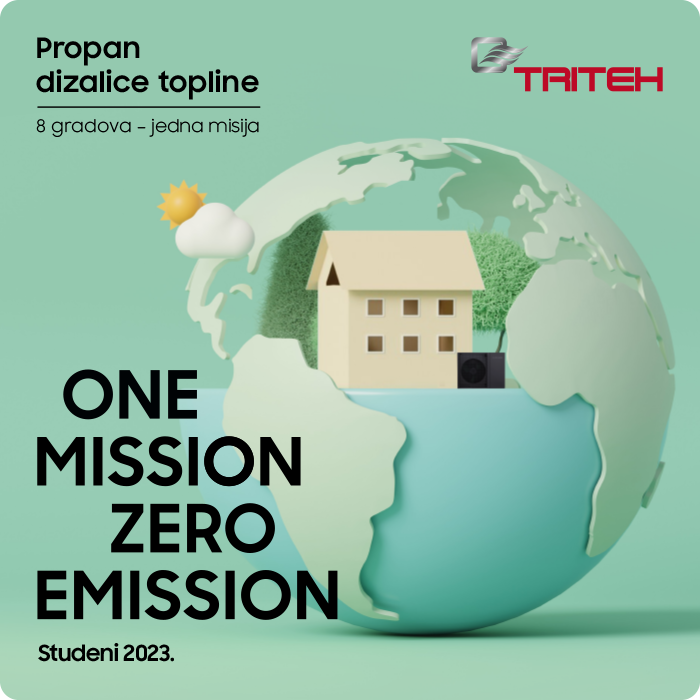 Propan
dizalice topline
8 gradova – jedna misija
TRITEH
ONE
MISSION
ZERO
EMISSION
Studeni 2023.